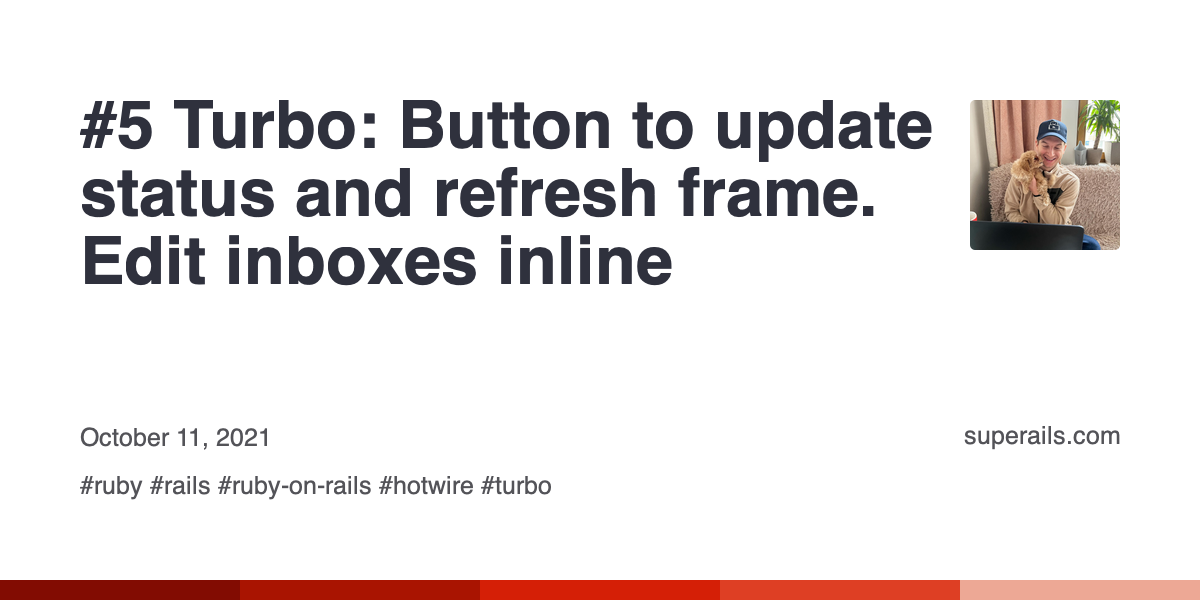 #5 Turbo: Button to update
status and refresh frame.
Edit inboxes inline
October 11, 2021
superails.com
#ruby #rails #ruby-on-rails #hotwire #turbo